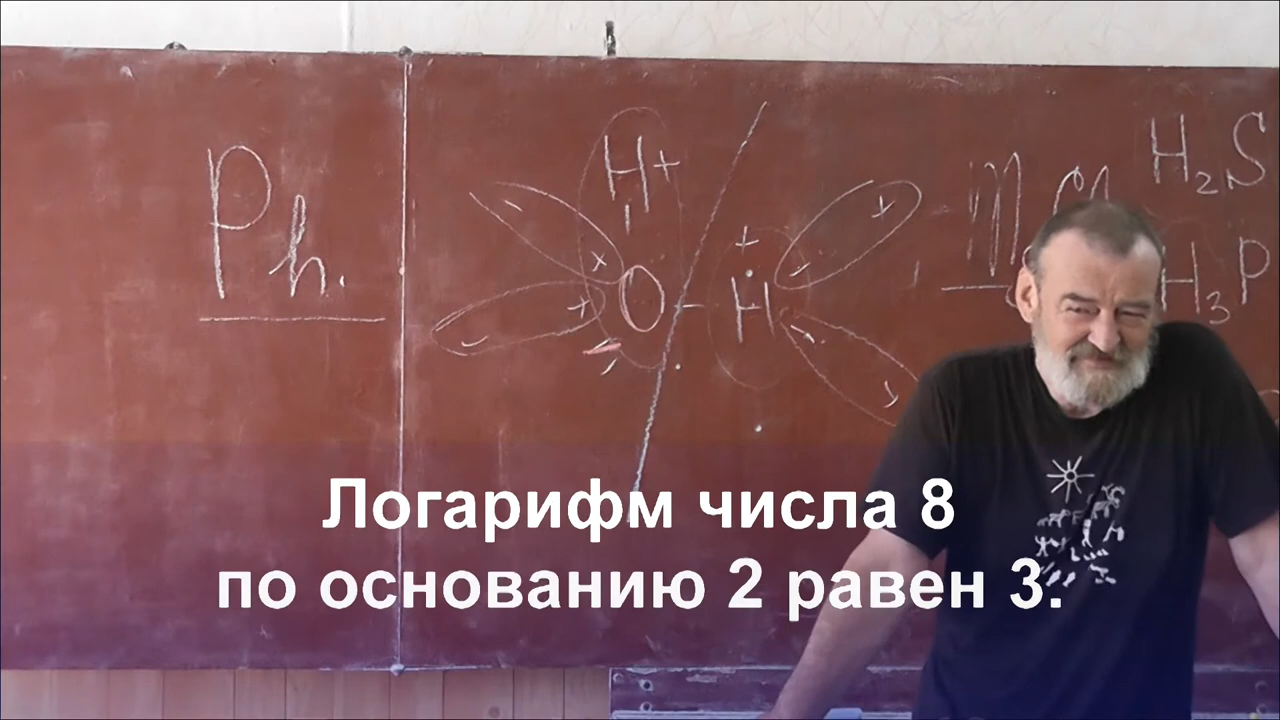 Ph.
H+
O - H
H₂S
H₃P
Логарифм числа 8
по основанию 2 равен 3.